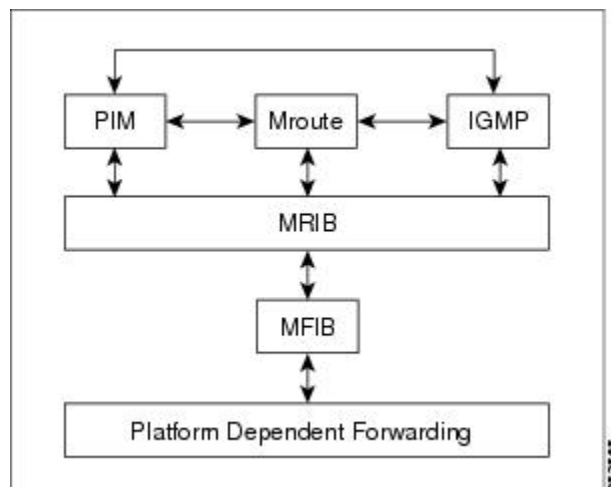 PIM
Mroute
IGMP
MRIB
MFIB
Platform Dependent Forwarding